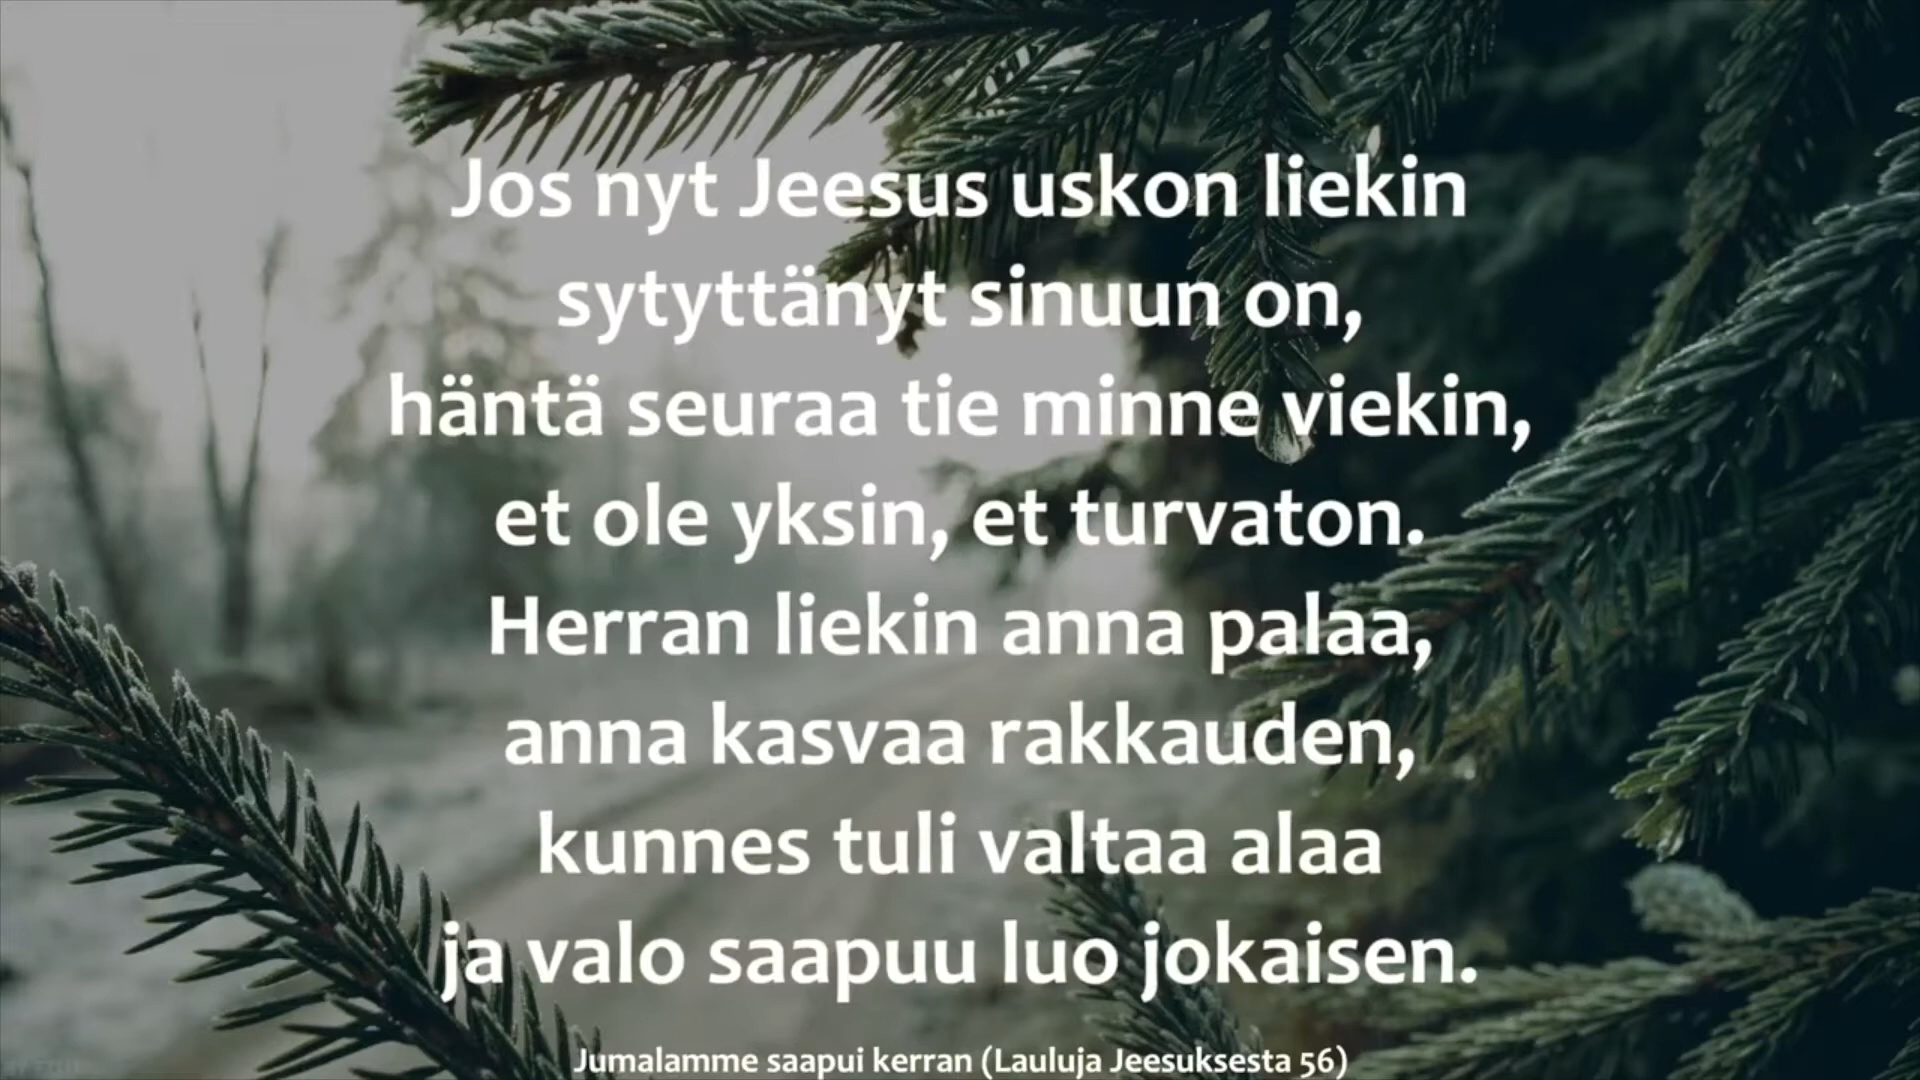 Jos nyt Jeesus uskon liekin
sytyttänyt sinuun on,
häntä seuraa tie minne viekin,
et ole yksin, et turvaton.
Herran liekin anna palaa,
anna kasvaa rakkauden,
kunnes tuli valtaa alaa
ja valo saapuu luo jokaisen.
Jumalamme saapui kerran (Lauluja Jeesuksesta 56)